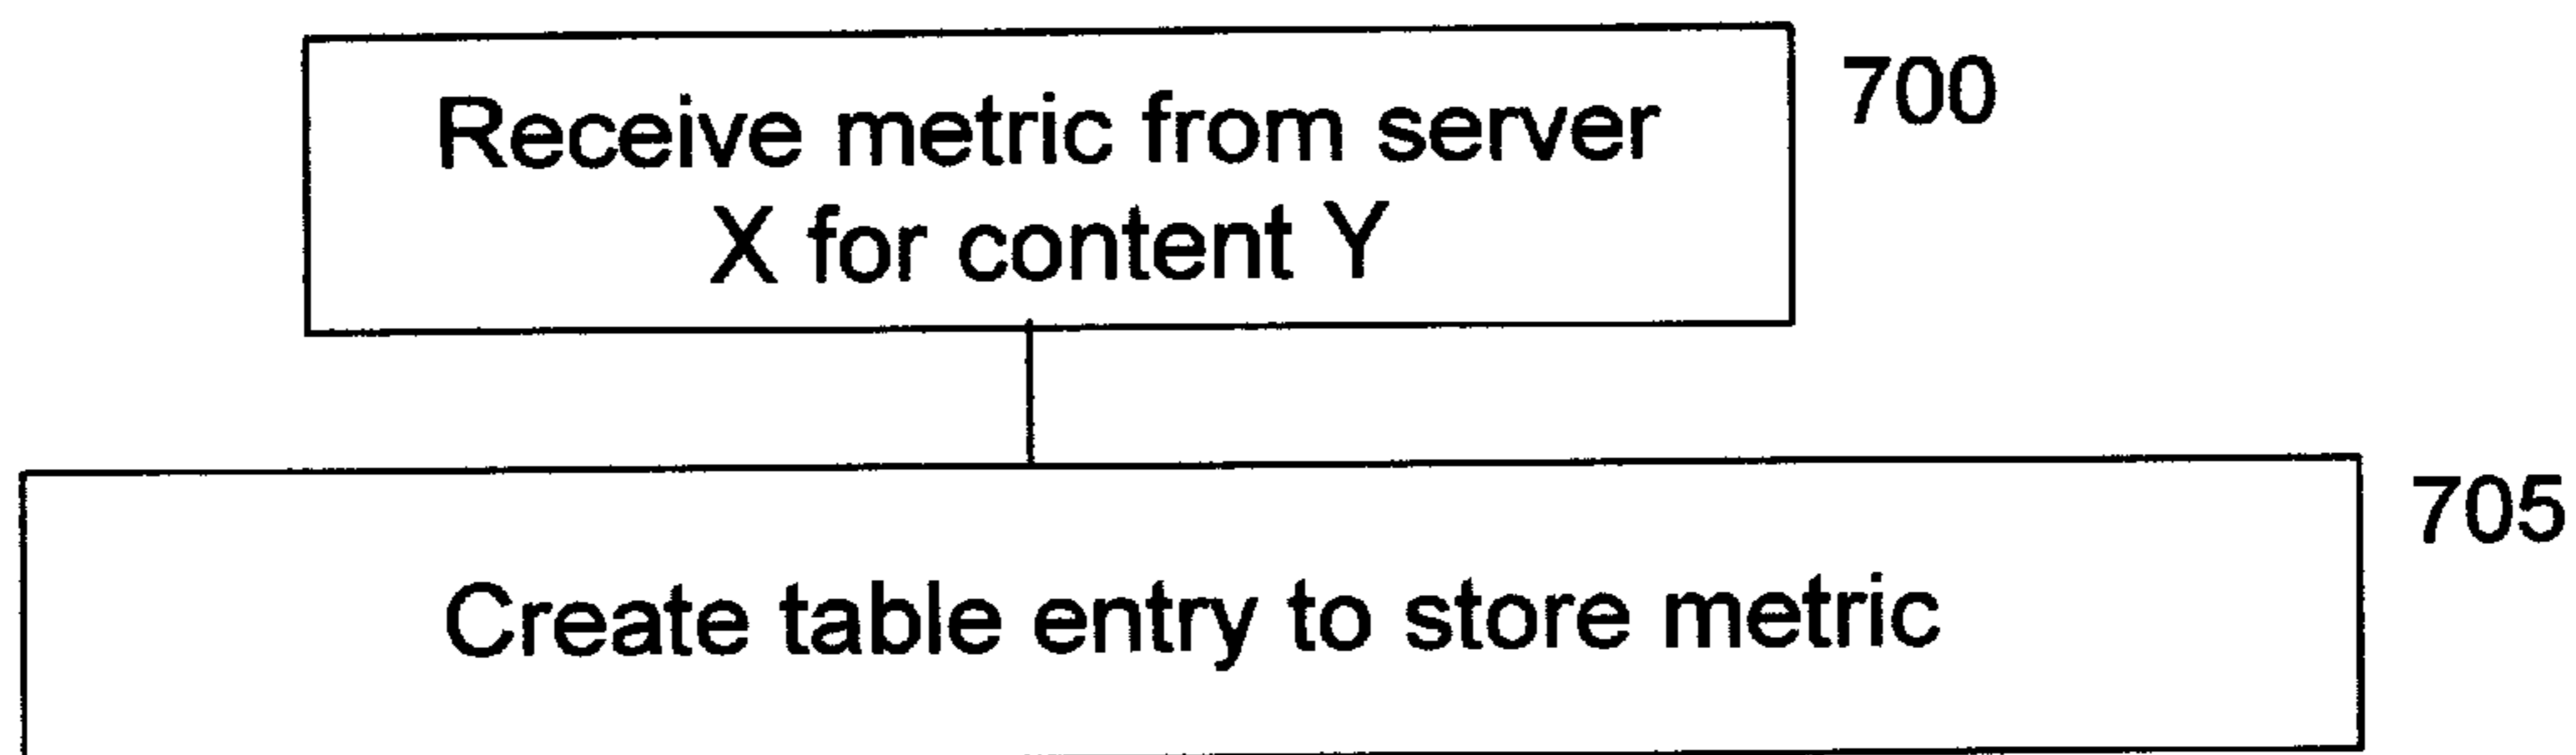 Receive metric from server
X for content Y
700
Create table entry to store metric
705